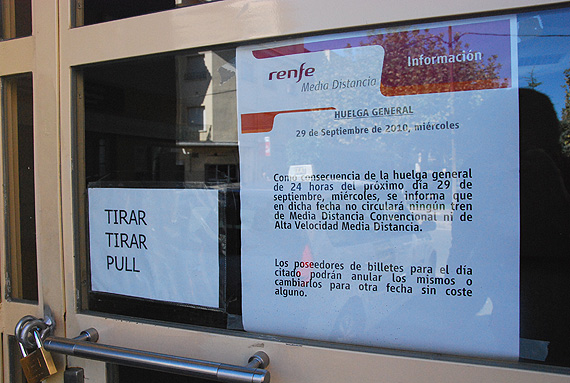 renfe
Media Distancia
Información
HUELGA GENERAL
29 de Septiembre de 2010, miércoles
Como consecuencia de la huelga general
de 24 horas del próximo día 29 de
septiembre, miércoles, se informa que
en dicha fecha no circulará ningún tren
de Media Distancia Convencional ni de
Alta Velocidad Media Distancia.
Los poseedores de billetes para el día
citado podrán anular los mismos o
cambiarlos para otra fecha sin coste
alguno.
TIRAR
TIRAR
PULL